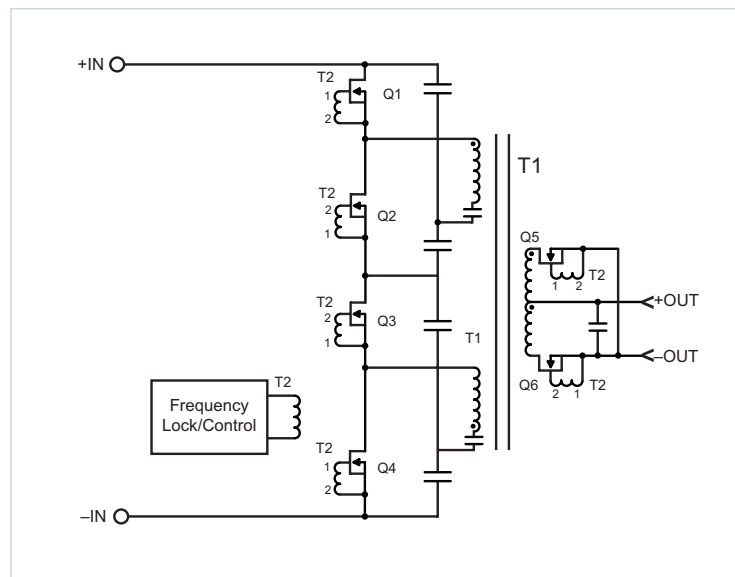 +IN
T2
1
2
Q1
T1
T2
2
1
Q2
Q5
1 2
T2
+OUT
T2
2
1
Q3
T1
–OUT
Q6
2 1
T2
T2
Frequency
Lock/Control
T2
1
2
Q4
–IN